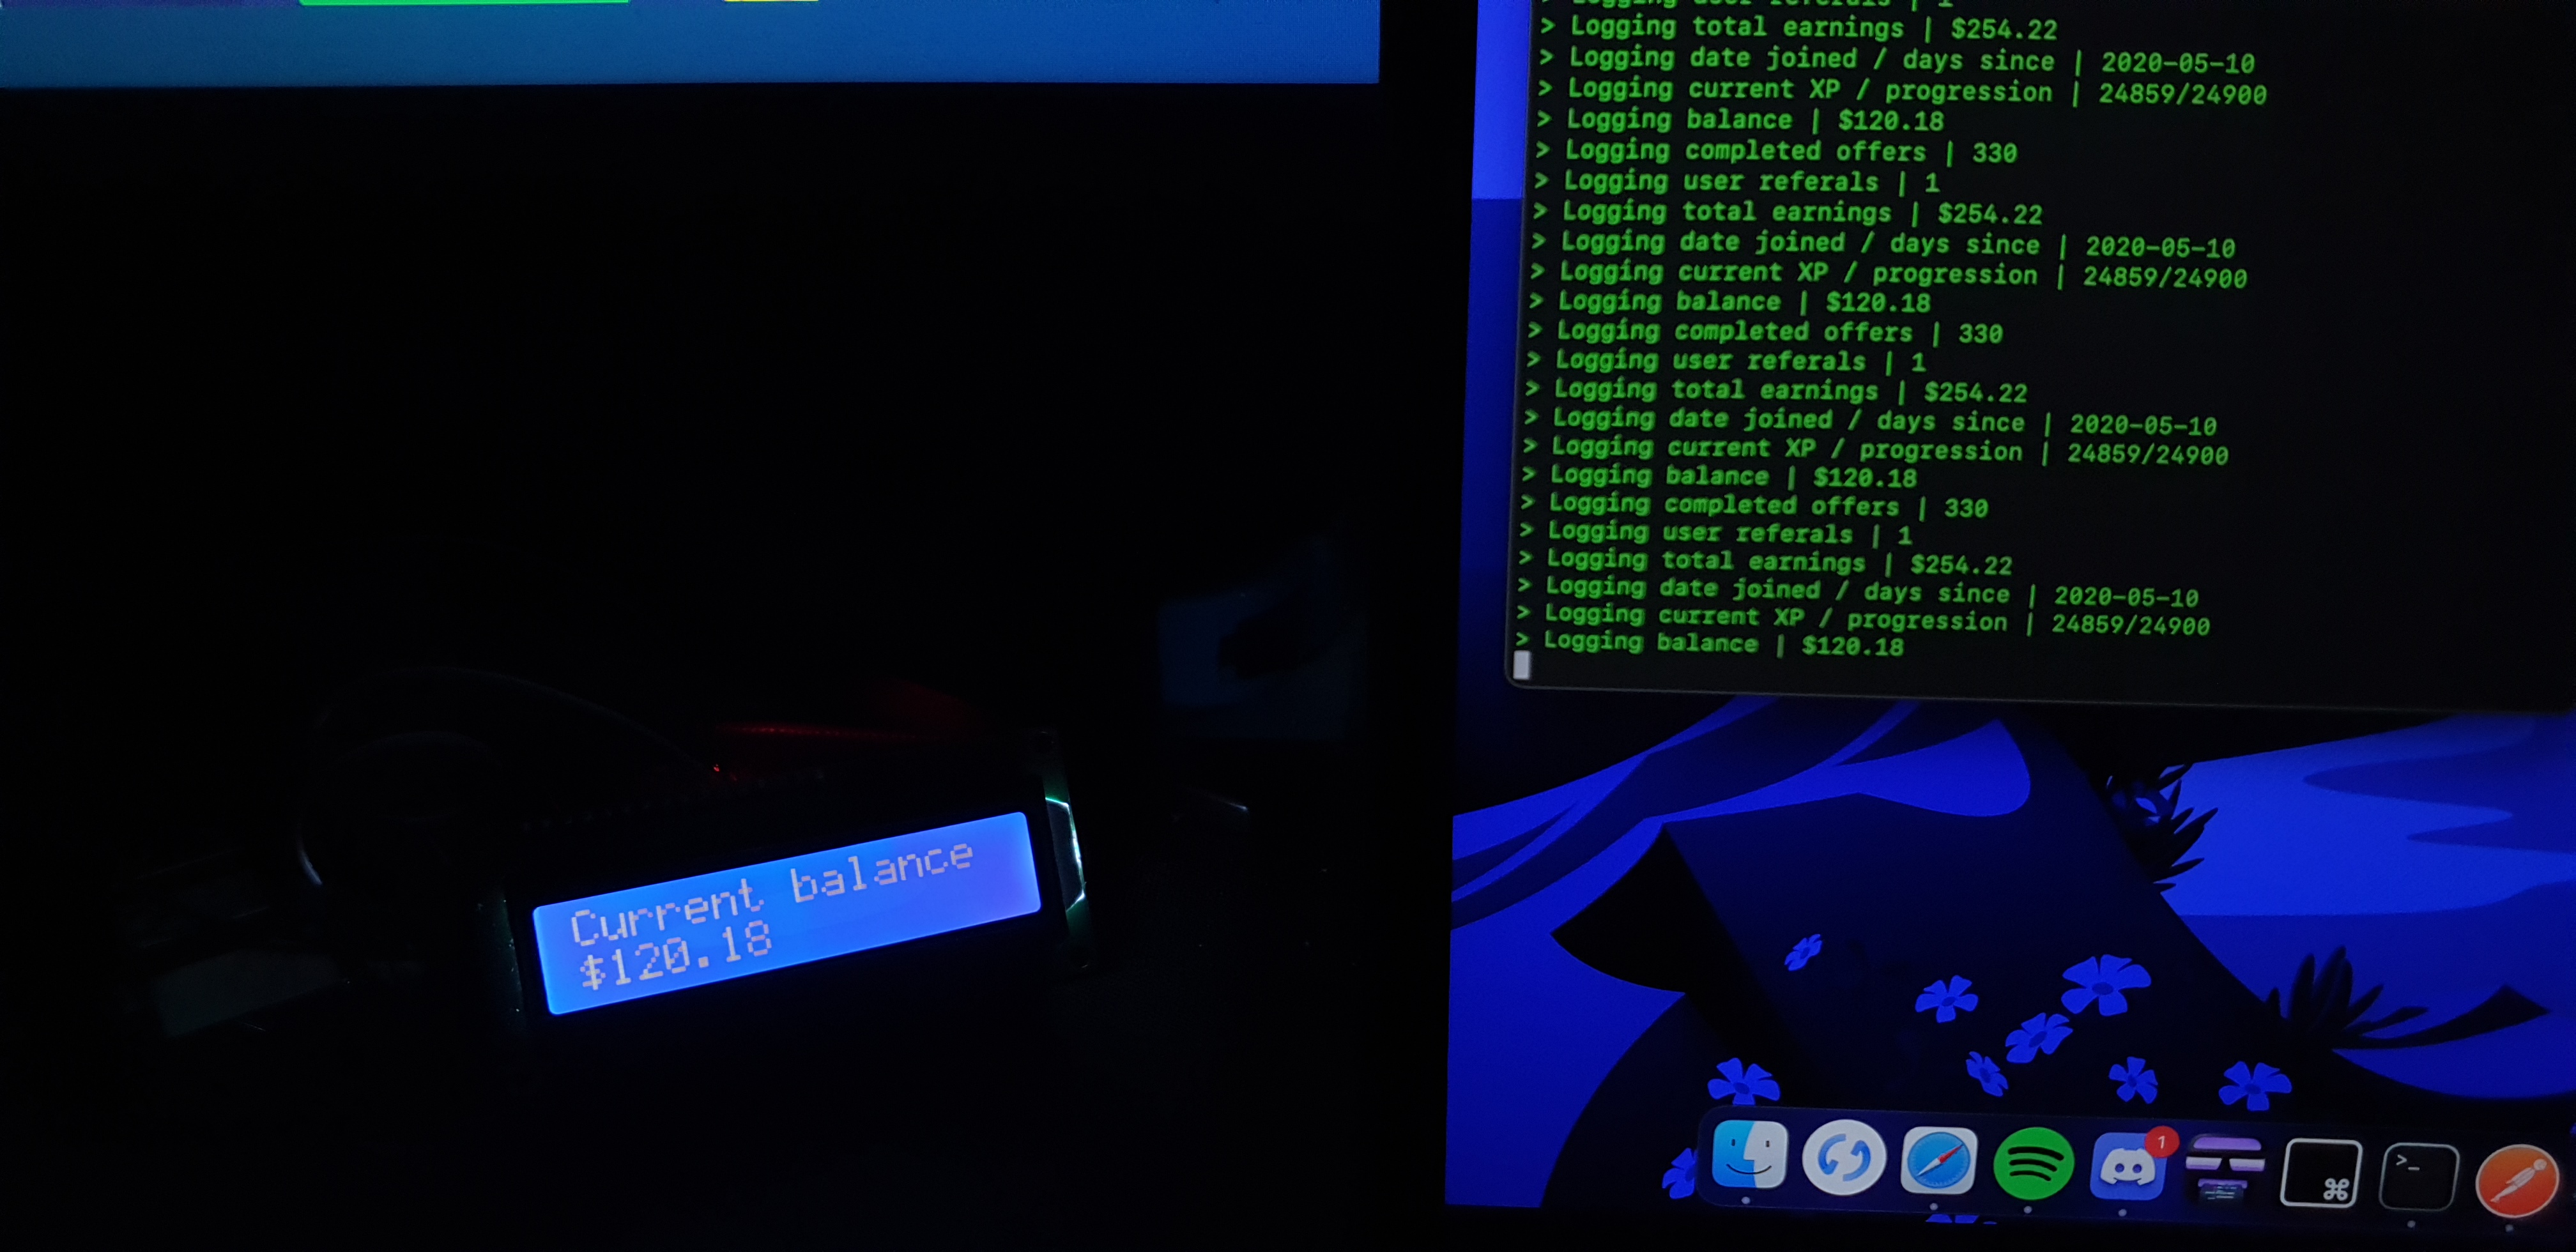 > Logging user referals | 1
> Logging total earnings | $254.22
> Logging date joined / days since | 2020-05-10
> Logging current XP / progression | 24859/24900
> Logging balance | $120.18
> Logging completed offers | 330
> Logging user referals | 1
> Logging total earnings | $254.22
> Logging date joined / days since | 2020-05-10
> Logging current XP / progression | 24859/24900
> Logging balance | $120.18
> Logging completed offers | 330
> Logging user referals | 1
> Logging total earnings | $254.22
> Logging date joined / days since | 2020-05-10
> Logging current XP / progression | 24859/24900
> Logging balance | $120.18
> Logging completed offers | 330
> Logging user referals | 1
> Logging total earnings | $254.22
> Logging date joined / days since | 2020-05-10
> Logging current XP / progression | 24859/24900
> Logging balance | $120.18
Current balance
$120.18
1
⌘
>_